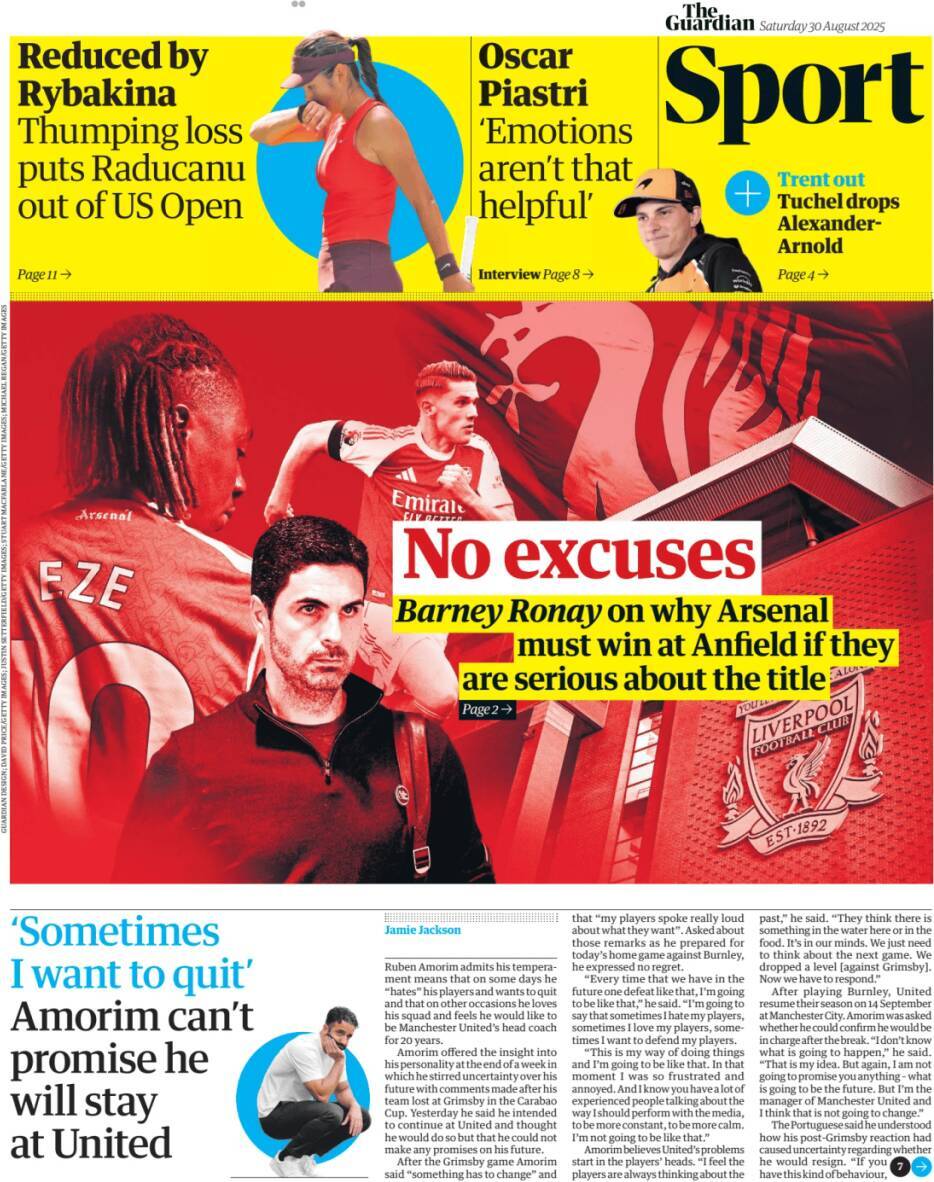 The
Guardian Saturday 30 August 2025
Sport
Reduced by
Rybakina
Thumping loss
puts Raducanu
out of US Open
Page 11 →
Oscar
Piastri
‘Emotions
aren’t that
helpful’
Interview Page 8 →
Trent out
Tuchel drops
Alexander-
Arnold
Page 4 →
GUARDIAN DESIGN; DAVID PRICE/GETTY IMAGES; JUSTIN SETTERFIELD/GETTY IMAGES; STUART MACFARLANE/GETTY IMAGES; MICHAEL REGAN/GETTY IMAGES
Arsenal
EZE
Emirate
FLY BETTER
No excuses
Barney Ronay on why Arsenal
must win at Anfield if they
are serious about the title
Page 2 →
LIVERPOOL
FOOTBALL CLUB
EST·1892
‘Sometimes
I want to quit’
Amorim can’t
promise he
will stay
at United
Jamie Jackson
Ruben Amorim admits his tempera-
ment means that on some days he
“hates” his players and wants to quit
and that on other occasions he loves
his squad and feels he would like to
be Manchester United’s head coach
for 20 years.
Amorim offered the insight into
his personality at the end of a week in
which he stirred uncertainty over his
future with comments made after his
team lost at Grimsby in the Carabao
Cup. Yesterday he said he intended
to continue at United and thought
he would do so but that he could not
make any promises on his future.
After the Grimsby game Amorim
said “something has to change” and
that “my players spoke really loud
about what they want”. Asked about
those remarks as he prepared for
today’s home game against Burnley,
he expressed no regret.
“Every time that we have in the
future one defeat like that, I’m going
to be like that,” he said. “I’m going to
say that sometimes I hate my players,
sometimes I love my players, some-
times I want to defend my players.
“This is my way of doing things
and I’m going to be like that. In that
moment I was so frustrated and
annoyed. And I know you have a lot of
experienced people talking about the
way I should perform with the media,
to be more constant, to be more calm.
I’m not going to be like that.”
Amorim believes United’s problems
start in the players’ heads. “I feel the
players are always thinking about the
past,” he said. “They think there is
something in the water here or in the
food. It’s in our minds. We just need
to think about the next game. We
dropped a level [against Grimsby].
Now we have to respond.”
After playing Burnley, United
resume their season on 14 September
at Manchester City. Amorim was asked
whether he could confirm he would be
in charge after the break. “I don’t know
what is going to happen,” he said.
“That is my idea. But again, I am not
going to promise you anything – what
is going to be the future. But I’m the
manager of Manchester United and
I think that is not going to change.”
The Portuguese said he understood
how his post-Grimsby reaction had
caused uncertainty regarding whether
he would resign. “If you
have this kind of behaviour,
7 →